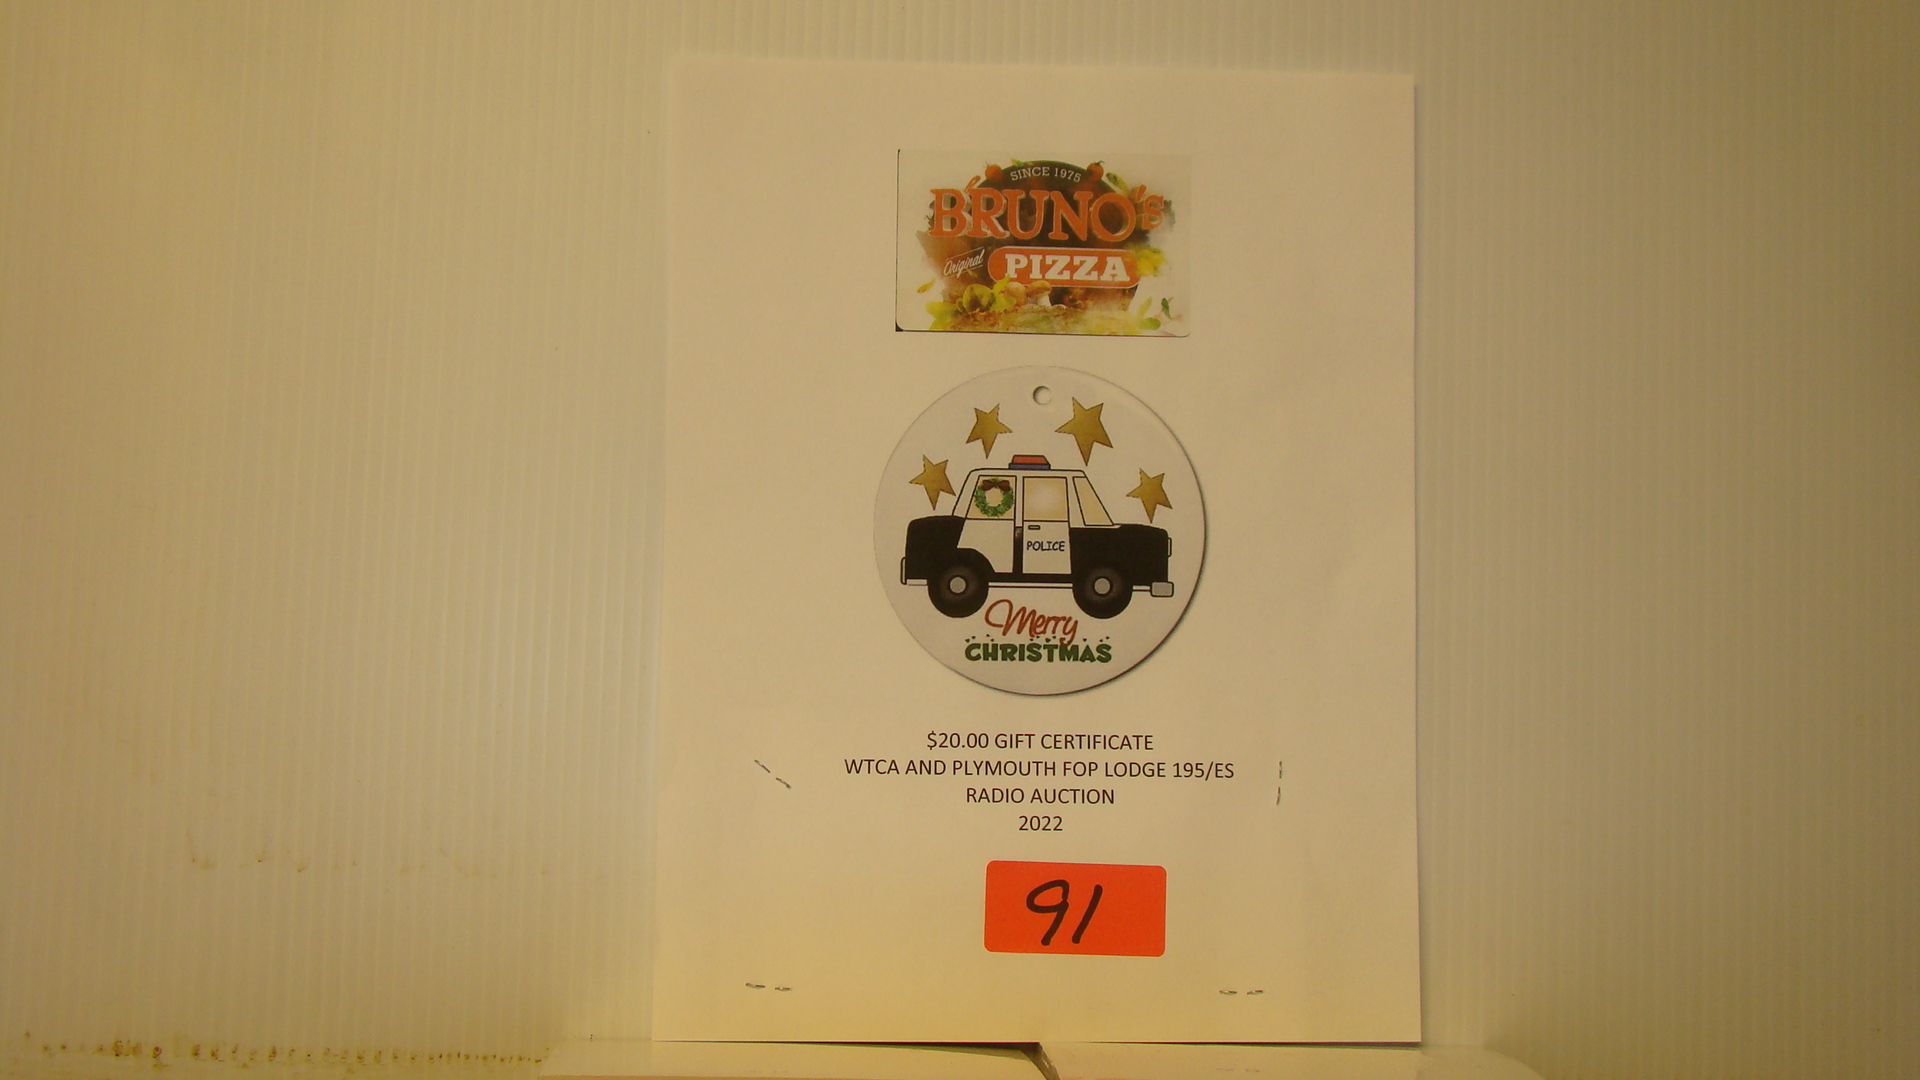 SINCE 1975
BRUNO'S
Original
PIZZA
POLICE
Merry
CHRISTMAS
$20.00 GIFT CERTIFICATE
WTCA AND PLYMOUTH FOP LODGE 195/ES
RADIO AUCTION
2022
91